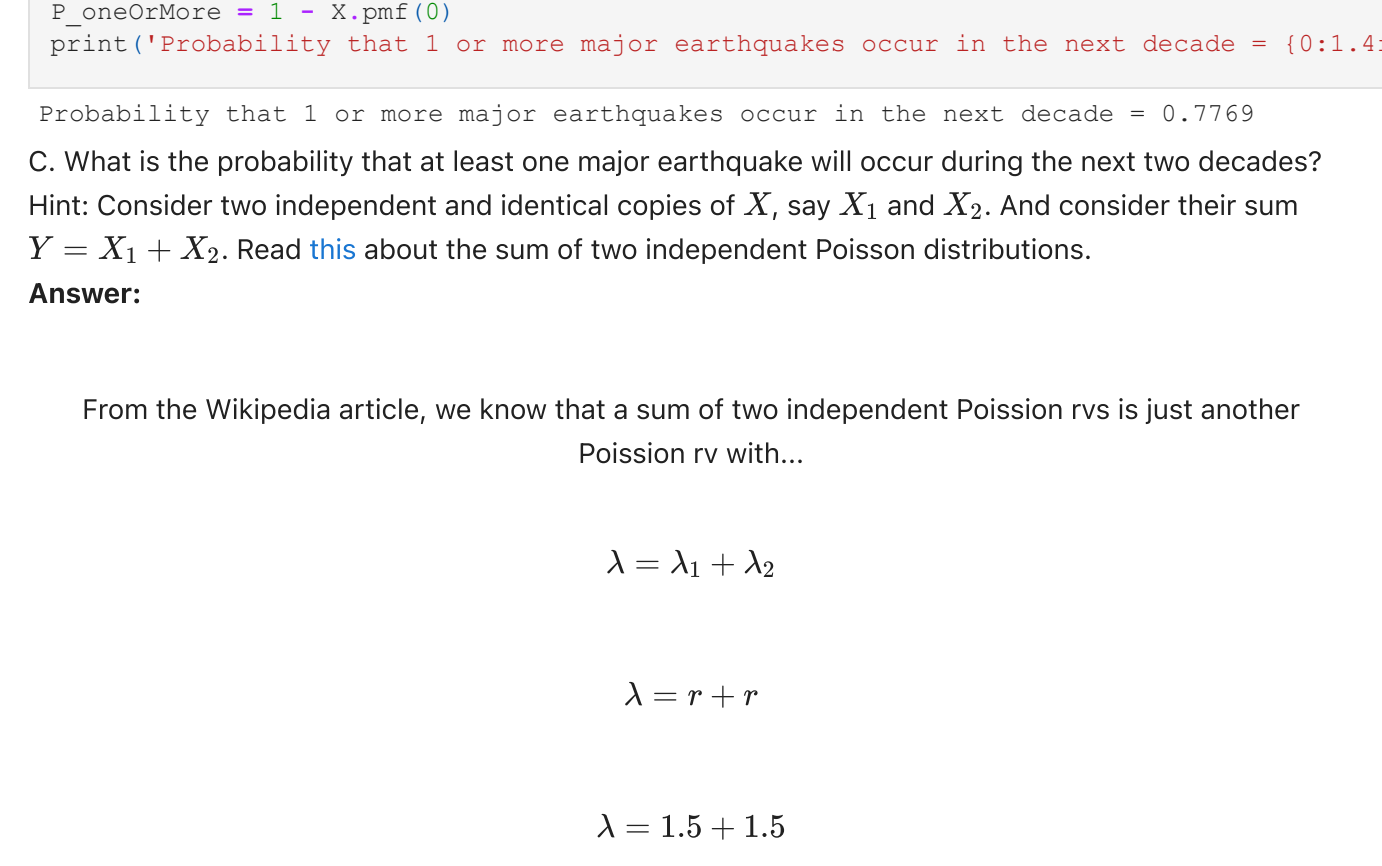 P_oneOrMore = 1 - X.pmf(0)
print('Probability that 1 or more major earthquakes occur in the next decade = {0:1.4
Probability that 1 or more major earthquakes occur in the next decade = 0.7769
C. What is the probability that at least one major earthquake will occur during the next two decades?
Hint: Consider two independent and identical copies of X, say X₁ and X₂. And consider their sum
Y = X₁ + X₂. Read this about the sum of two independent Poisson distributions.
Answer:
From the Wikipedia article, we know that a sum of two independent Poission rvs is just another
Poission rv with...
λ = λ₁ + λ₂
λ = r + r
λ = 1.5 + 1.5